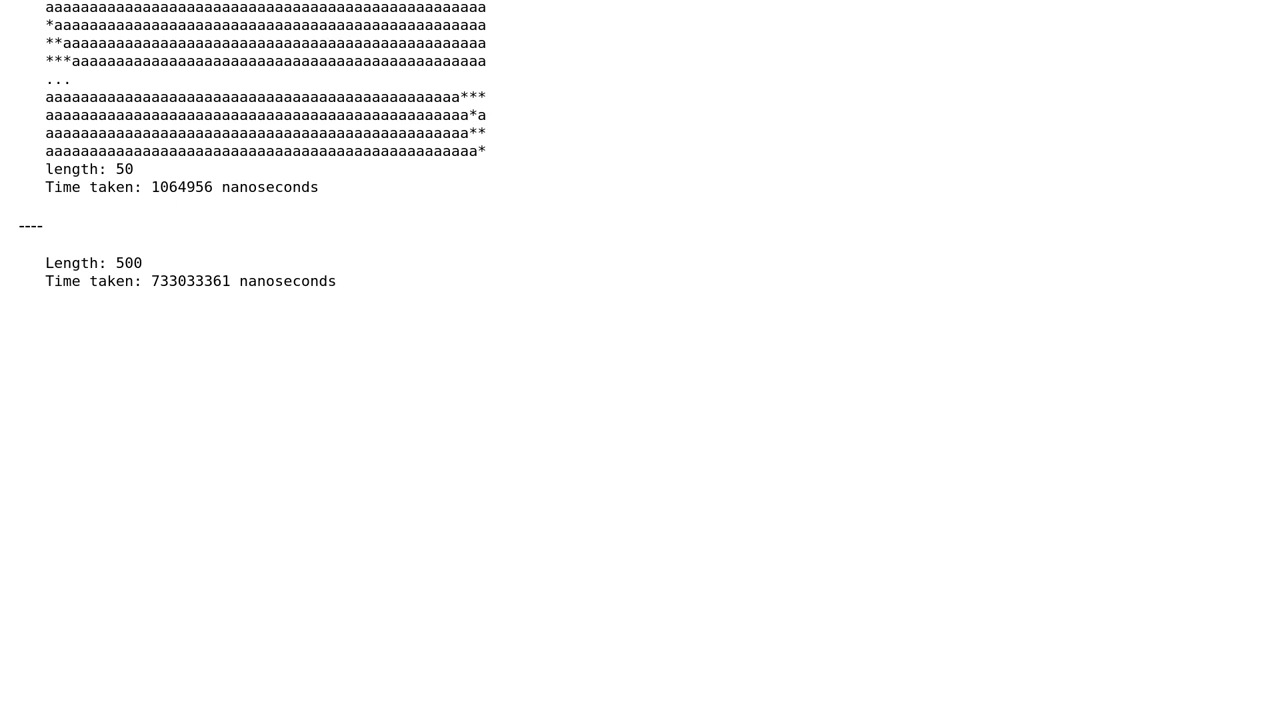 aaaaaaaaaaaaaaaaaaaaaaaaaaaaaaaaaaaaaaaaaaaaaaaaaa
*aaaaaaaaaaaaaaaaaaaaaaaaaaaaaaaaaaaaaaaaaaaaaaaaa
**aaaaaaaaaaaaaaaaaaaaaaaaaaaaaaaaaaaaaaaaaaaaaaaa
***aaaaaaaaaaaaaaaaaaaaaaaaaaaaaaaaaaaaaaaaaaaaaaa
...
aaaaaaaaaaaaaaaaaaaaaaaaaaaaaaaaaaaaaaaaaaaaaaa***
aaaaaaaaaaaaaaaaaaaaaaaaaaaaaaaaaaaaaaaaaaaaaaaa*a
aaaaaaaaaaaaaaaaaaaaaaaaaaaaaaaaaaaaaaaaaaaaaaaa**
aaaaaaaaaaaaaaaaaaaaaaaaaaaaaaaaaaaaaaaaaaaaaaaaa*
length: 50
Time taken: 1064956 nanoseconds
----
Length: 500
Time taken: 733033361 nanoseconds